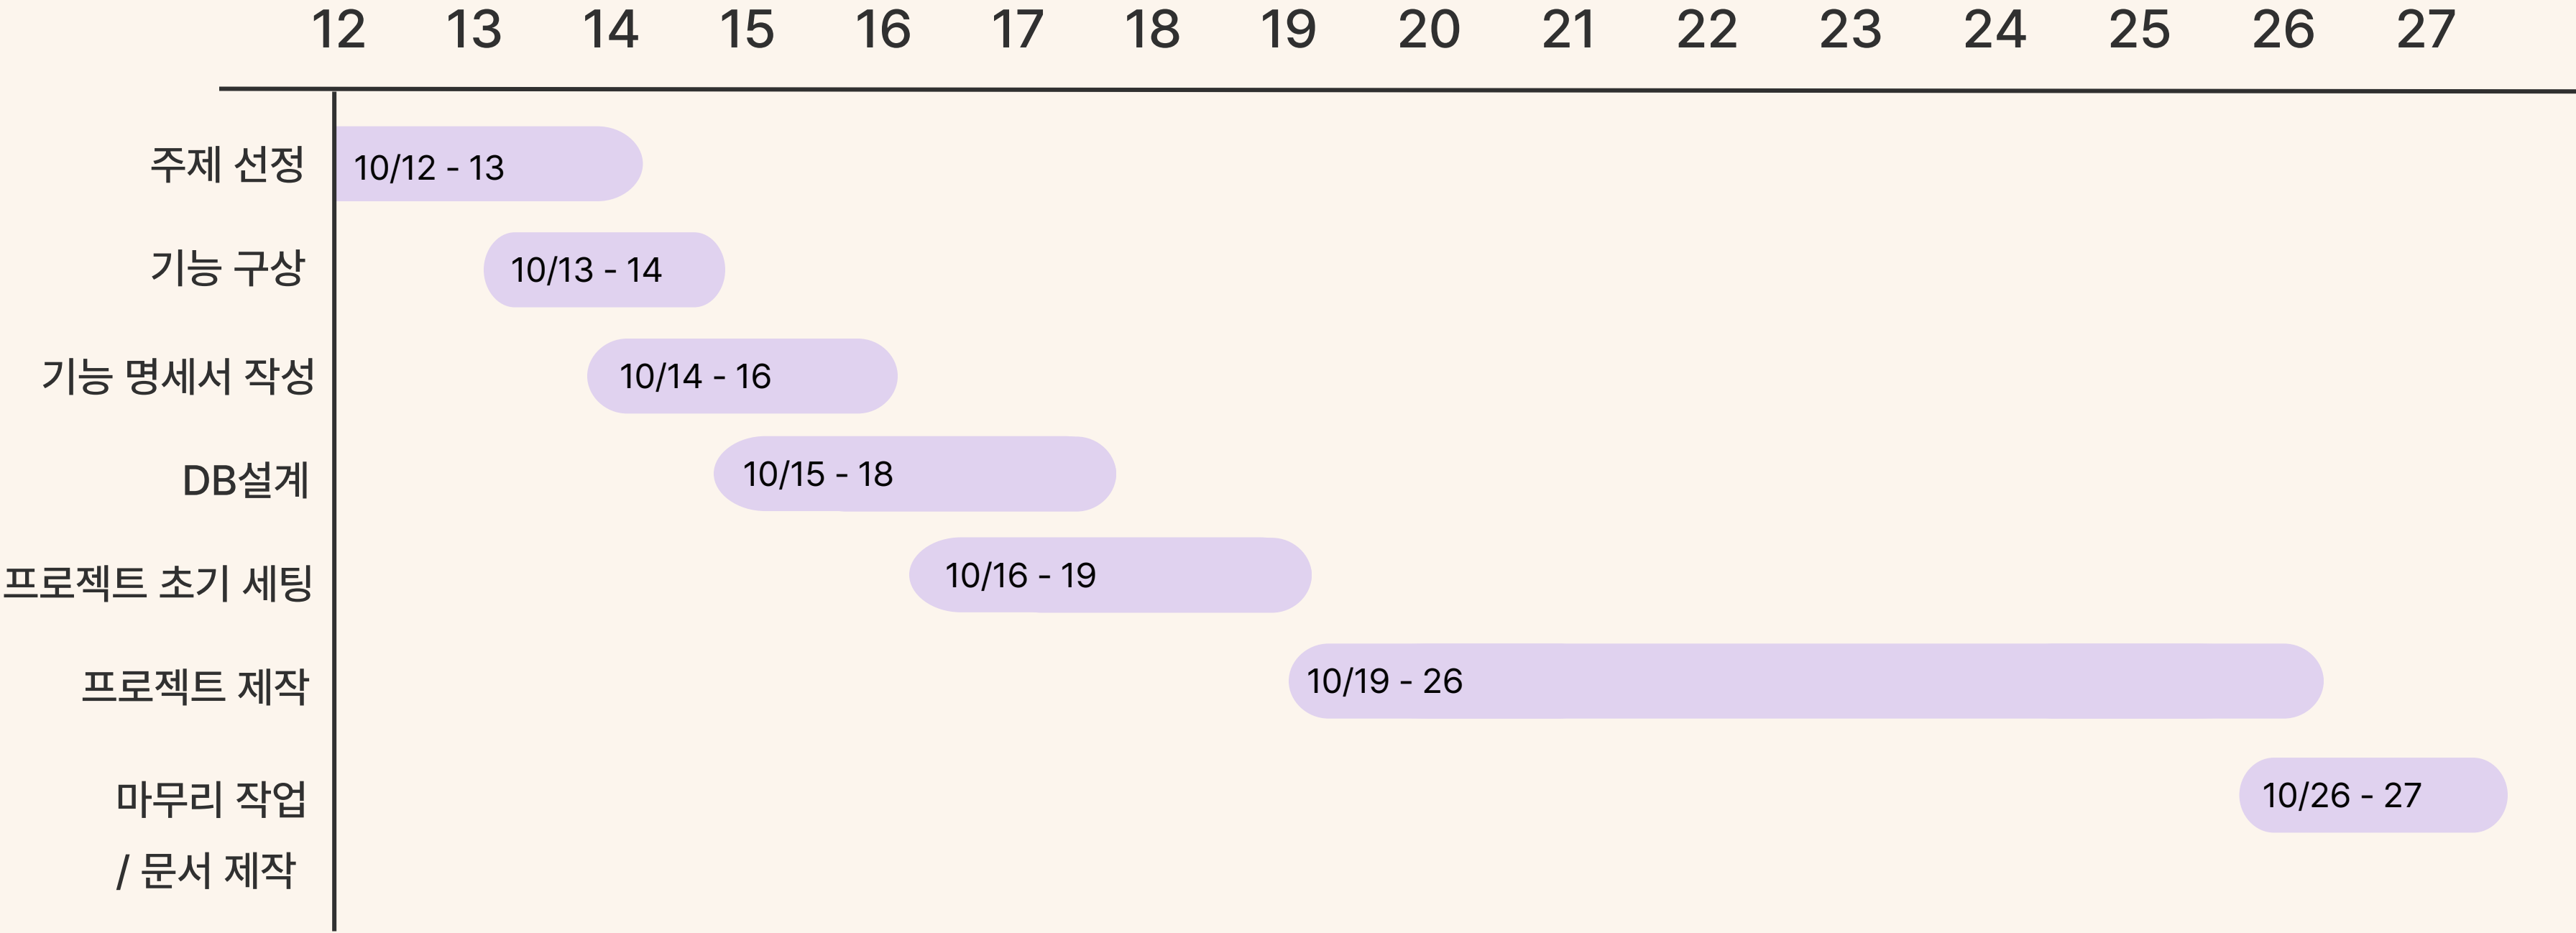 12 13 14 15 16 17 18 19 20 21 22 23 24 25 26 27
주제 선정 10/12 - 13
기능 구상 10/13 - 14
기능 명세서 작성 10/14 - 16
DB설계 10/15 - 18
프로젝트 초기 세팅 10/16 - 19
프로젝트 제작 10/19 - 26
마무리 작업 10/26 - 27
/ 문서 제작